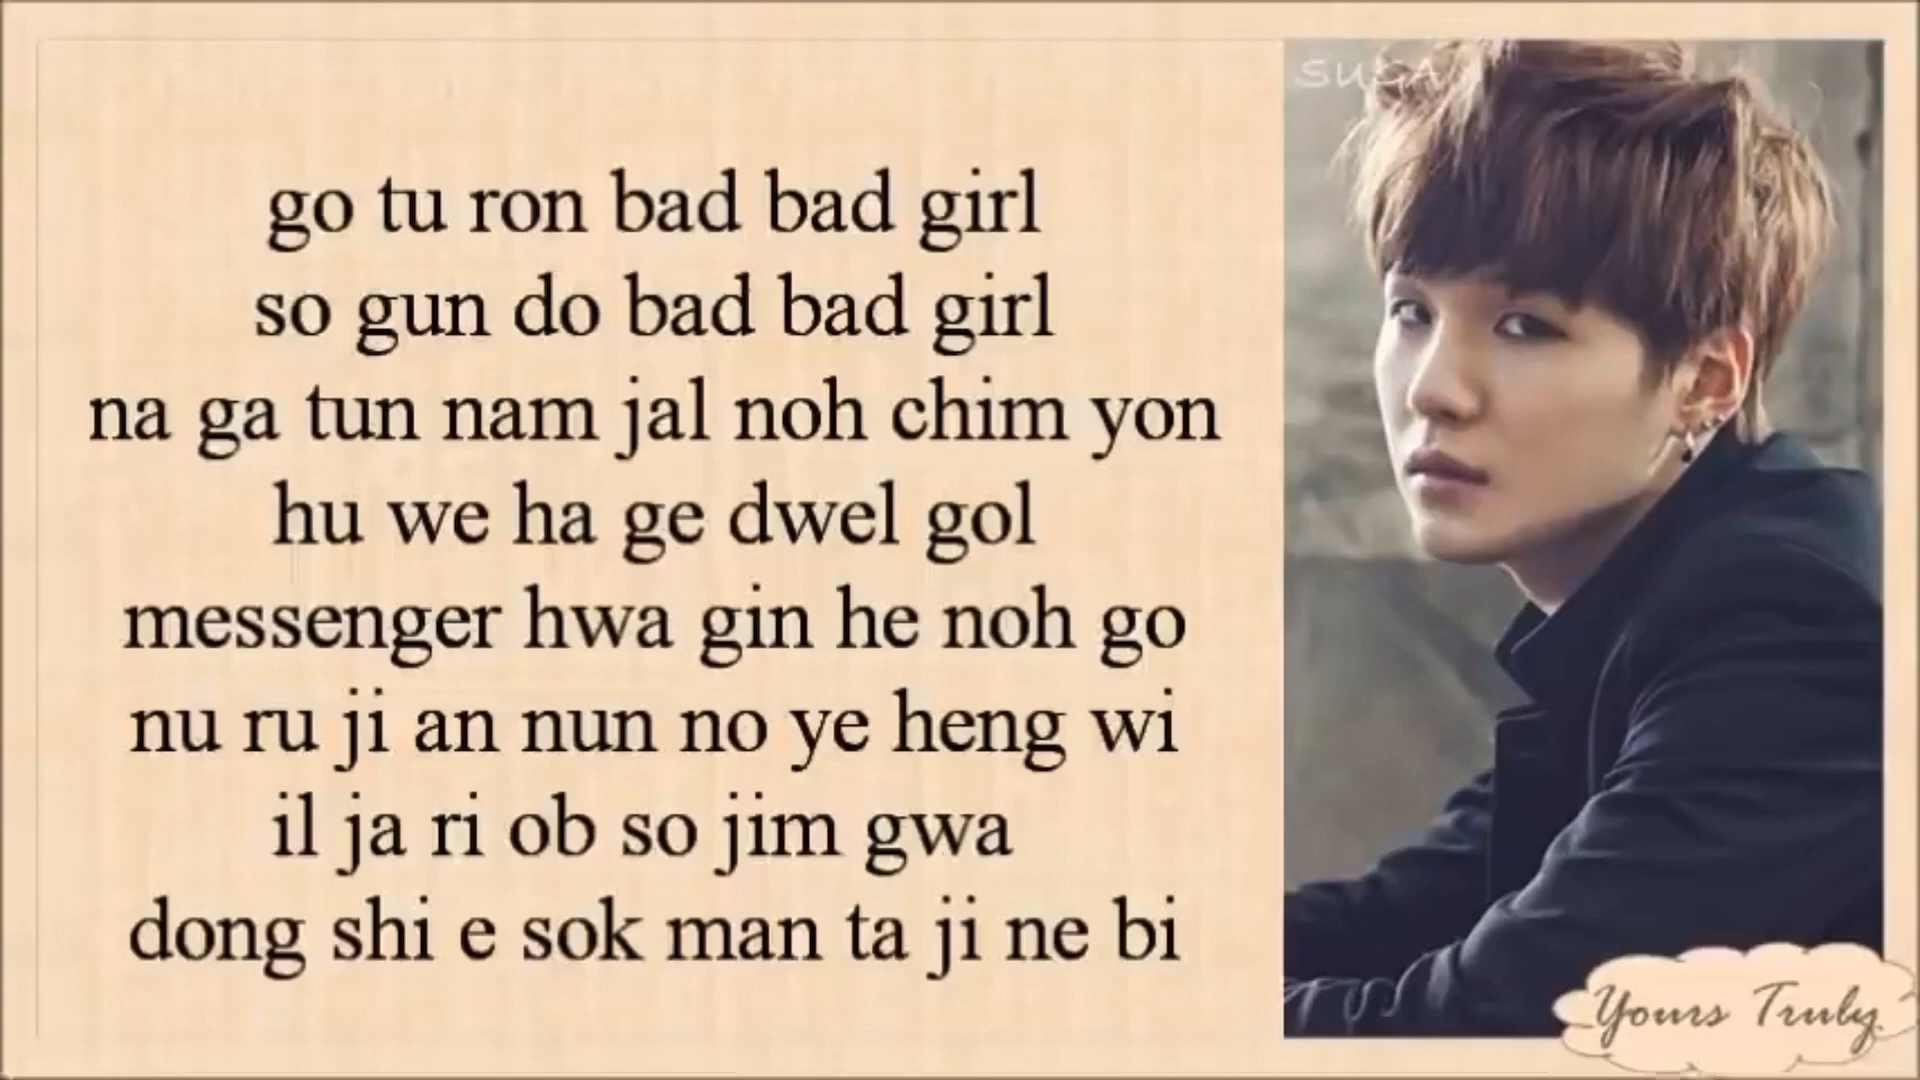 SUGA
go tu ron bad bad girl
so gun do bad bad girl
na ga tun nam jal noh chim yon
hu we ha ge dwel gol
messenger hwa gin he noh go
nu ru ji an nun no ye heng wi
il ja ri ob so jim gwa
dong shi e sok man ta ji ne bi
Yours Truly